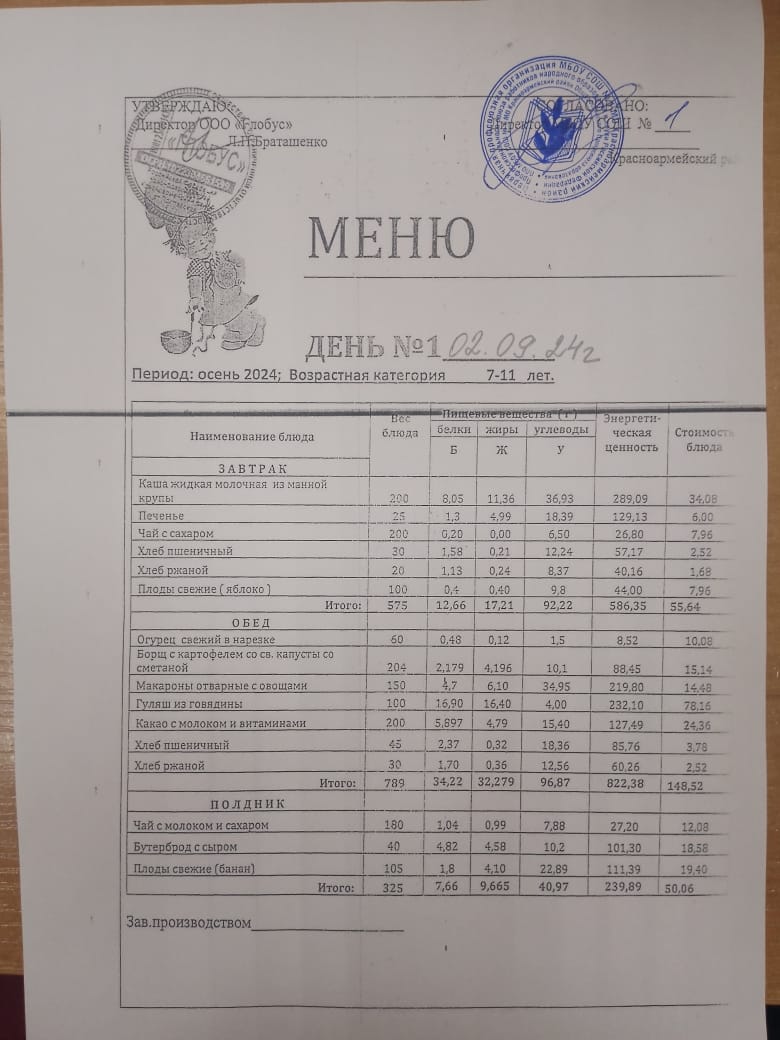 УТВЕРЖДАЮ:
Директор ООО «Глобус»
Л.П.Браташенко
«ГЛОБУС»
СОГЛАСОВАНО:
СОШ № 1
Красноармейский
МЕНЮ
ДЕНЬ №1 02.09.24г
Период: осень 2024; Возрастная категория 7-11 лет.
Наименование блюда Вес блюда Пищевые вещества (г) Энергети-ческая ценность Стоимость блюда
белки жиры углеводы
Б Ж У
ЗАВТРАК
Каша жидкая молочная из манной
крупы 200 8,05 11,36 36,93 289,09 34,08
Печенье 25 1,3 4,99 18,39 129,13 6,00
Чай с сахаром 200 0,20 0,00 6,50 26,80 7,96
Хлеб пшеничный 30 1,58 0,21 12,24 57,17 2,52
Хлеб ржаной 20 1,13 0,24 8,37 40,16 1,68
Плоды свежие ( яблоко ) 100 0,4 0,40 9,8 44,00 7,96
Итого: 575 12,66 17,21 92,22 586,35 55,64
ОБЕД
Огурец свежий в нарезке 60 0,48 0,12 1,5 8,52 10,08
Борщ с картофелем со св. капусты со
сметаной 204 2,179 4,196 10,1 88,45 15,14
Макароны отварные с овощами 150 4,7 6,10 34,95 219,80 14,48
Гуляш из говядины 100 16,90 16,40 4,00 232,10 78,16
Какао с молоком и витаминами 200 5,897 4,79 15,40 127,49 24,36
Хлеб пшеничный 45 2,37 0,32 18,36 85,76 3,78
Хлеб ржаной 30 1,70 0,36 12,56 60,26 2,52
Итого: 789 34,22 32,279 96,87 822,38 148,52
ПОЛДНИК
Чай с молоком и сахаром 180 1,04 0,99 7,88 27,20 12,08
Бутерброд с сыром 40 4,82 4,58 10,2 101,30 18,58
Плоды свежие (банан) 105 1,8 4,10 22,89 111,39 19,40
Итого: 325 7,66 9,665 40,97 239,89 50,06
Зав.производством